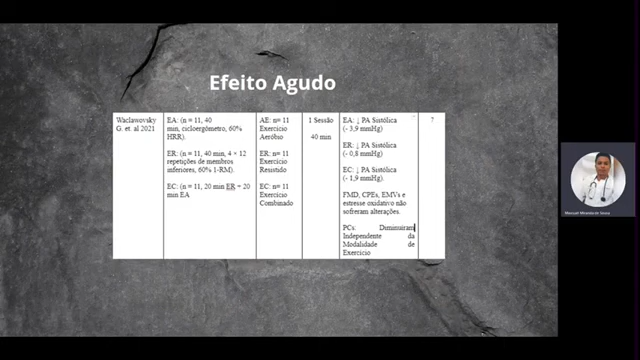 Efeito Agudo
Waclawovsky
G. et. al 2021
EA: (n = 11, 40
min, cicloergômetro, 60%
HRR).
ER: (n = 11, 40 min, 4 × 12
repetições de membros
inferiores, 60% 1-RM).
EC: (n = 11, 20 min ER + 20
min EA
AE: n= 11
Exercício
Aeróbio
ER: n= 11
Exercício
Resistido
EC: n= 11
Exercício
Combinado
1 Sessão
40 min
EA: ↓ PA Sistólica
(- 3,9 mmHg)
ER: ↓ PA Sistólica
(- 0,8 mmHg)
EC: ↓ PA Sistólica
(- 1,9 mmHg).
FMD, CPEs, EMVs e
estresse oxidativo não
sofreram alterações.
PCs: Diminuíram
Independente da
Modalidade de
Exercício
?
Manoel Miranda de Souza